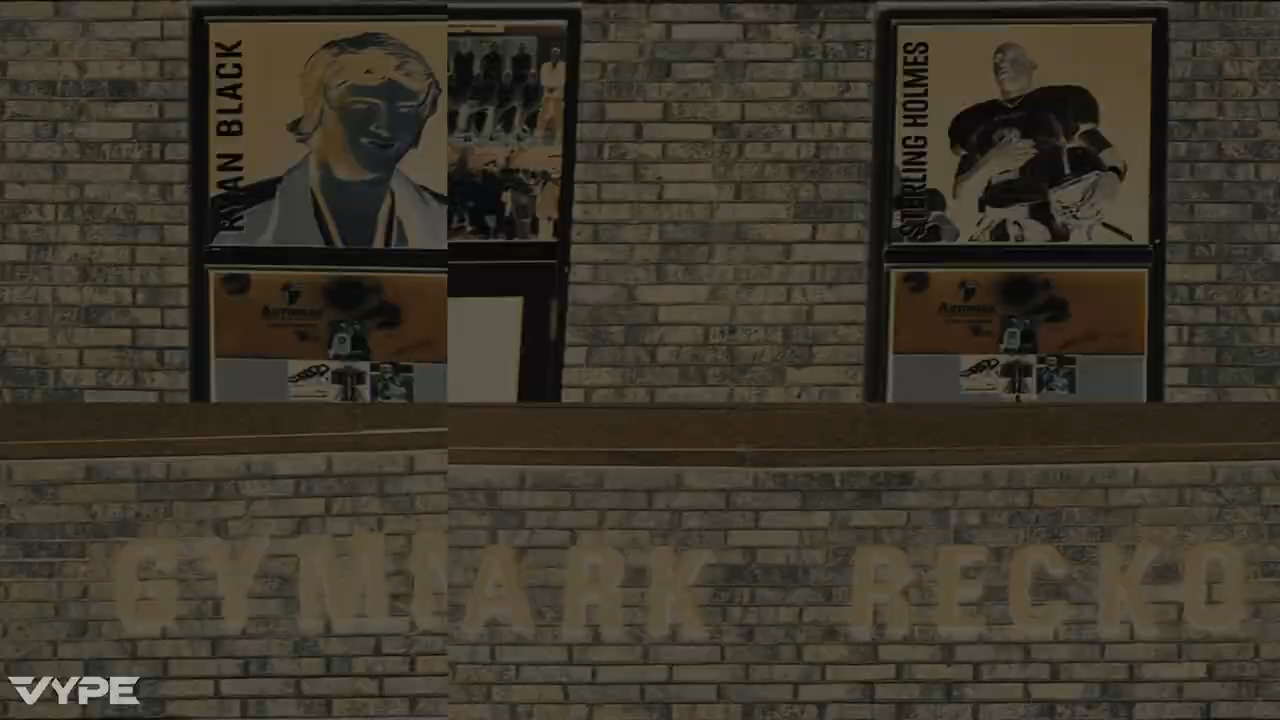 RYAN BLACK
STERLING HOLMES
GYM
ARK RECKO
VYPE